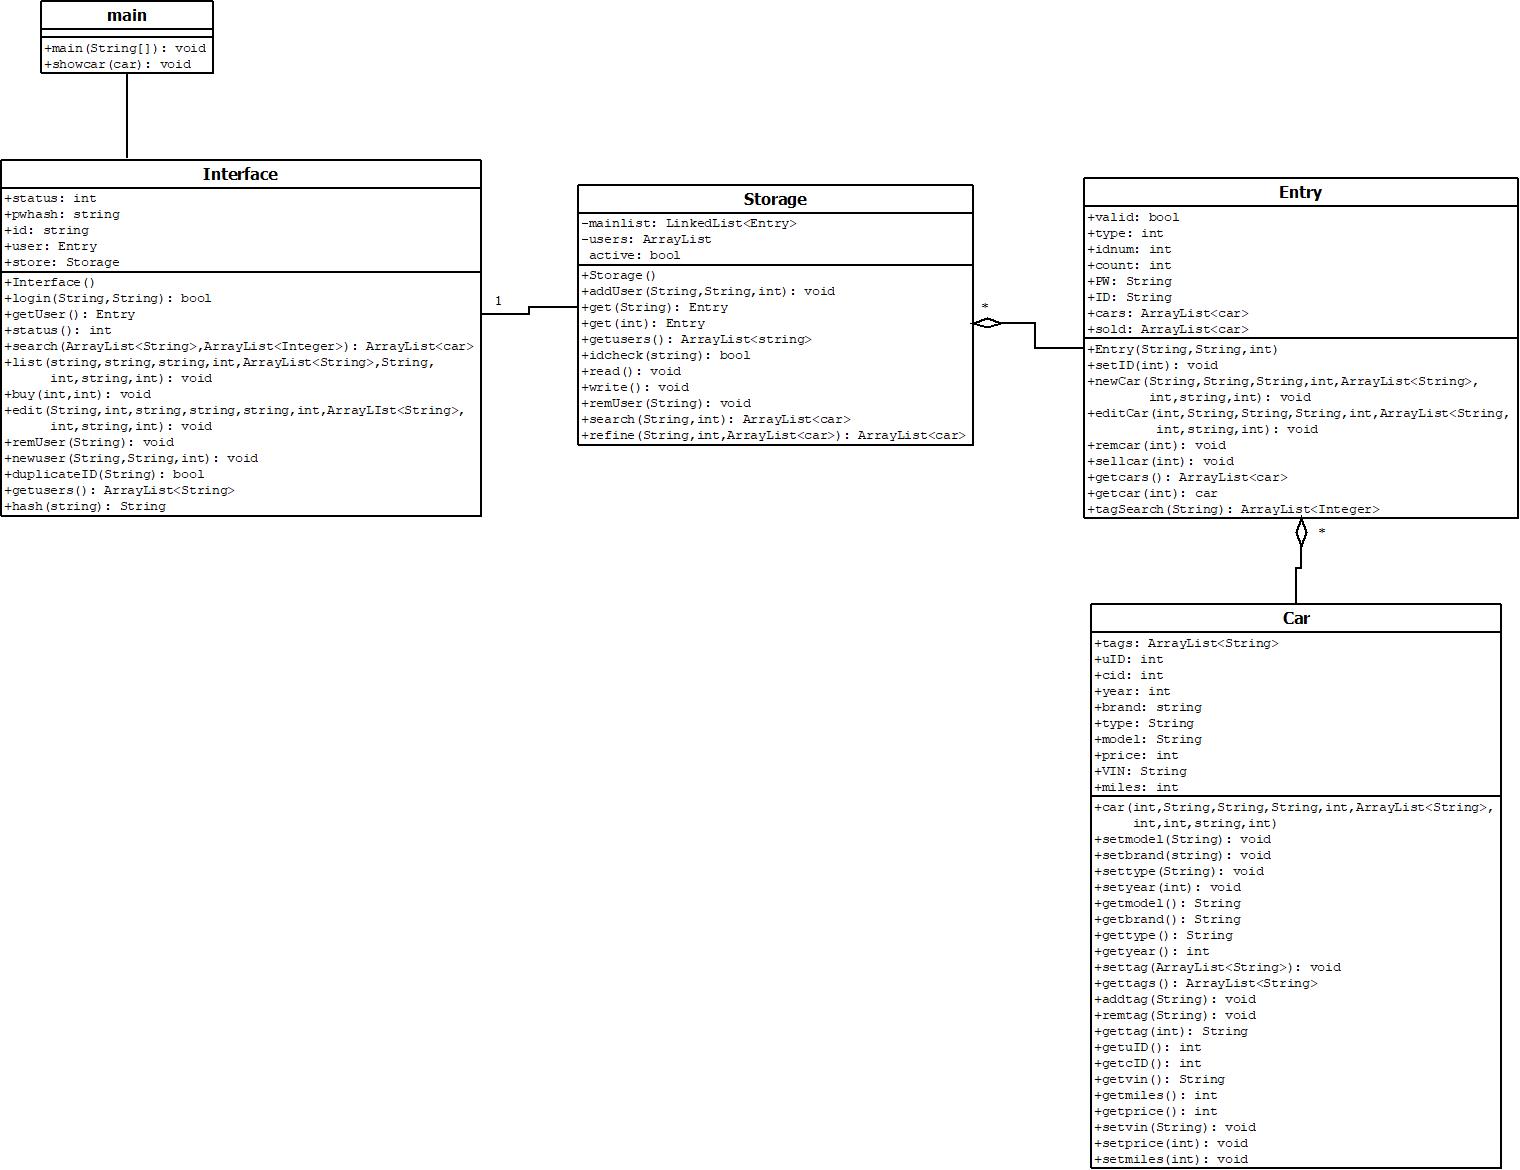 main
+main(String[]): void
+showcar(car): void
Interface
+status: int
+pwhash: string
+id: string
+user: Entry
+store: Storage
+Interface()
+login(String,String): bool
+getUser(): Entry
+status(): int
+search(ArrayList<String>,ArrayList<Integer>): ArrayList<car>
+list(string,string,string,int,ArrayList<String>,String,
int,string,int): void
+buy(int,int): void
+edit(String,int,string,string,string,int,ArrayLIst<String>,
int,string,int): void
+remUser(String): void
+newuser(String,String,int): void
+duplicateID(String): bool
+getusers(): ArrayList<String>
+hash(string): String
1
Storage
-mainlist: LinkedList<Entry>
-users: ArrayList
active: bool
+Storage()
+addUser(String,String,int): void
+get(String): Entry
+get(int): Entry
+getusers(): ArrayList<string>
+idcheck(string): bool
+read(): void
+write(): void
+remUser(String): void
+search(String,int): ArrayList<car>
+refine(String,int,ArrayList<car>): ArrayList<car>
*
Entry
+valid: bool
+type: int
+idnum: int
+count: int
+PW: String
+ID: String
+cars: ArrayList<car>
+sold: ArrayList<car>
+Entry(String,String,int)
+setID(int): void
+newCar(String,String,String,int,ArrayList<String>,
int,string,int): void
+editCar(int,String,String,String,int,ArrayList<String,
int,string,int): void
+remcar(int): void
+sellcar(int): void
+getcars(): ArrayList<car>
+getcar(int): car
+tagSearch(String): ArrayList<Integer>
*
Car
+tags: ArrayList<String>
+uID: int
+cid: int
+year: int
+brand: string
+type: String
+model: String
+price: int
+VIN: String
+miles: int
+car(int,String,String,String,int,ArrayList<String>,
int,int,string,int)
+setmodel(String): void
+setbrand(string): void
+settype(String): void
+setyear(int): void
+getmodel(): String
+getbrand(): String
+gettype(): String
+getyear(): int
+settag(ArrayList<String>): void
+gettags(): ArrayList<String>
+addtag(String): void
+remtag(String): void
+gettag(int): String
+getuID(): int
+getcID(): int
+getvin(): String
+getmiles(): int
+getprice(): int
+setvin(String): void
+setprice(int): void
+setmiles(int): void